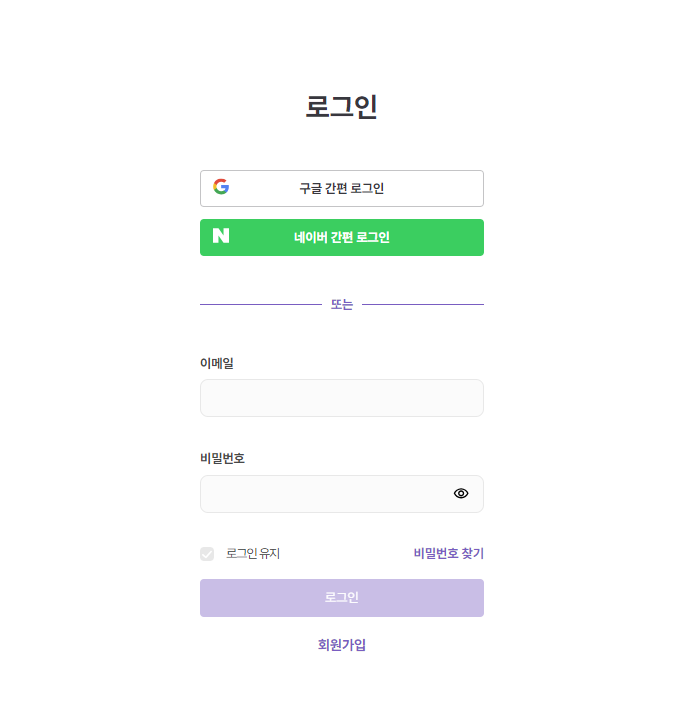 로그인
구글 간편 로그인
네이버 간편 로그인
또는
이메일
비밀번호
로그인 유지
비밀번호 찾기
로그인
회원가입